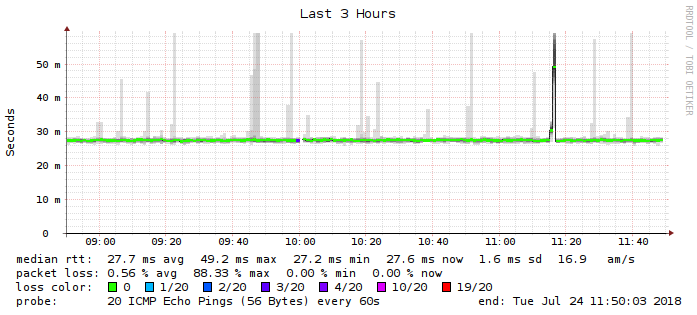 Last 3 Hours
RRDTOOL / TOBI OETIKER
Seconds
50 m
40 m
30 m
20 m
10 m
0
09:00 09:20 09:40 10:00 10:20 10:40 11:00 11:20 11:40
median rtt: 27.7 ms avg 49.2 ms max 27.2 ms min 27.6 ms now 1.6 ms sd 16.9 am/s
packet loss: 0.56 % avg 88.33 % max 0.00 % min 0.00 % now
loss color: 0 1/20 2/20 3/20 4/20 10/20 19/20
probe: 20 ICMP Echo Pings (56 Bytes) every 60s end: Tue Jul 24 11:50:03 2018